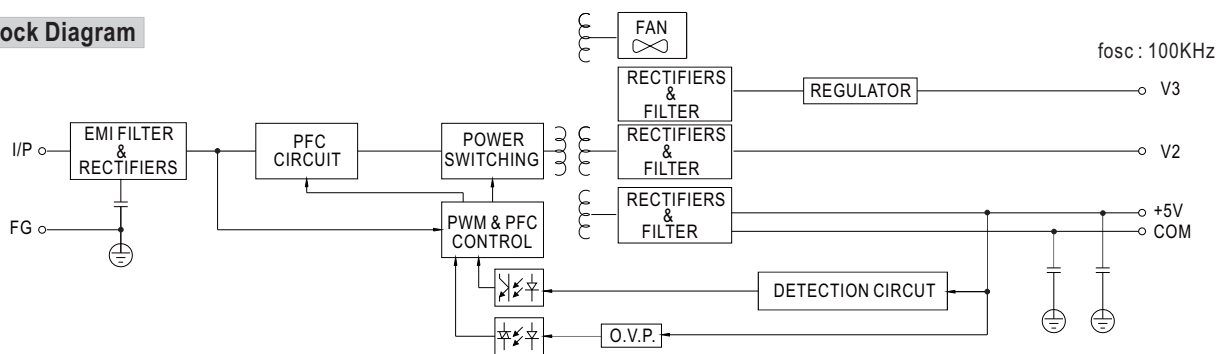 ock Diagram
FAN
fosc : 100KHz
RECTIFIERS
&
FILTER
REGULATOR
V3
I/P
EMI FILTER
&
RECTIFIERS
PFC
CIRCUIT
POWER
SWITCHING
RECTIFIERS
&
FILTER
V2
FG
PWM & PFC
CONTROL
RECTIFIERS
&
FILTER
+5V
COM
DETECTION CIRCUT
O.V.P.